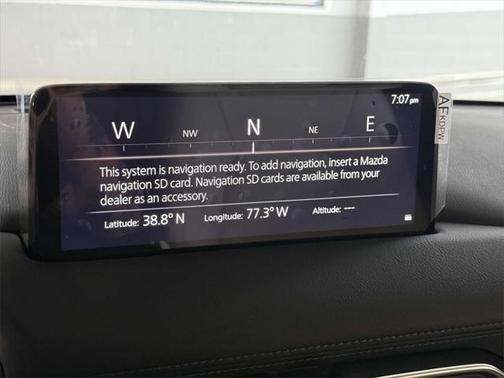 7:07 pm
W NW N NE E
This system is navigation ready. To add navigation, insert a Mazda
navigation SD card. Navigation SD cards are available from your
dealer as an accessory.
Latitude: 38.8° N Longitude: 77.3° W Altitude: ---
AFKDPW